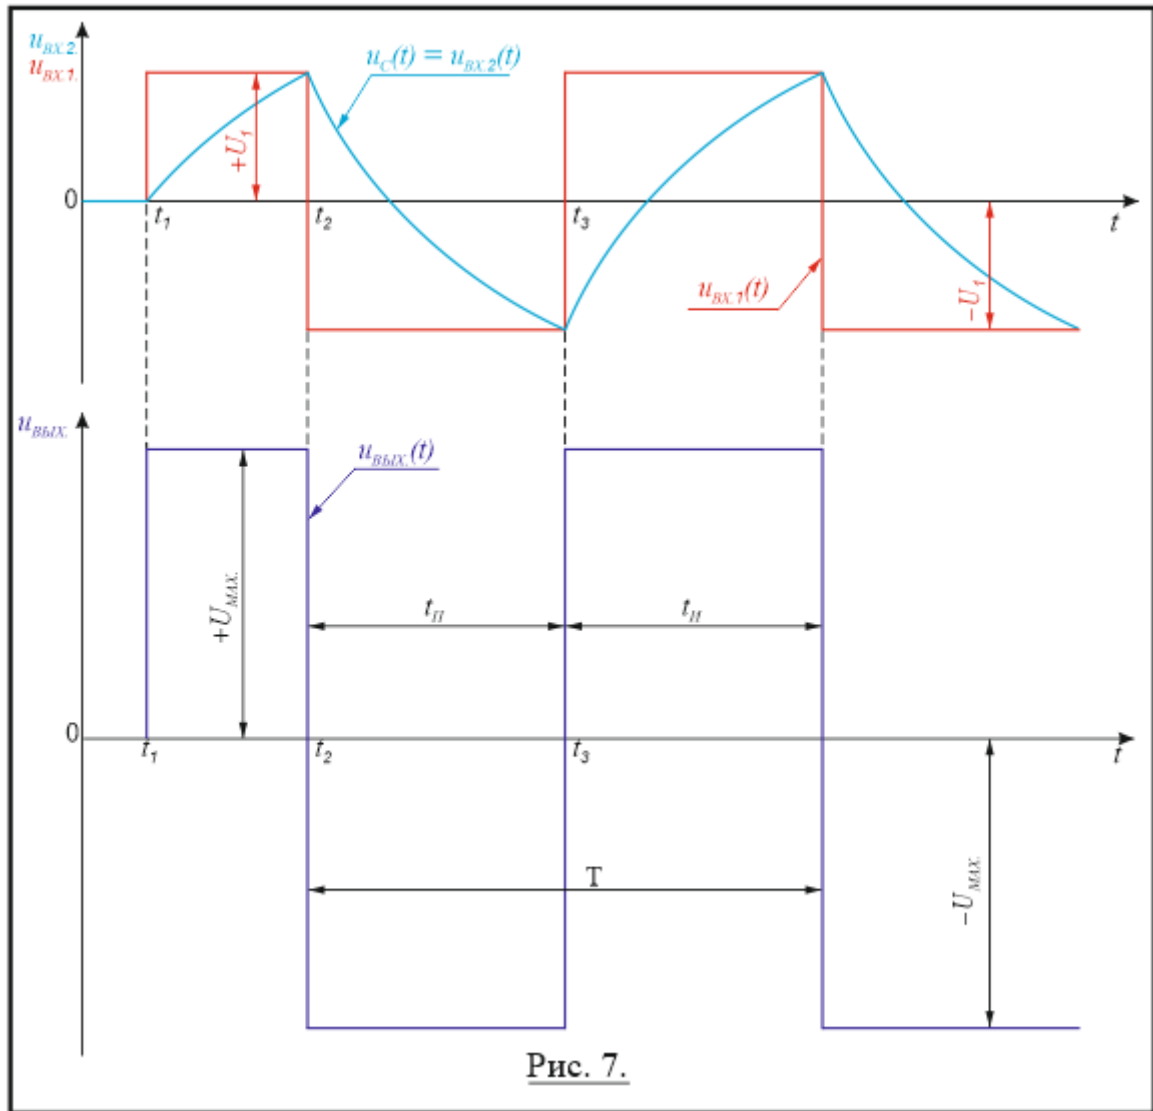 u_ВХ.2.
u_ВХ.1.
u_C(t) = u_ВХ.2(t)
+U_1
0
t_1
t_2
t_3
t
u_ВХ.1(t)
−U_1
u_ВЫХ.
u_ВЫХ.(t)
+U_MAX.
t_П
t_И
0
t_1
t_2
t_3
t
T
−U_MAX.
Рис. 7.